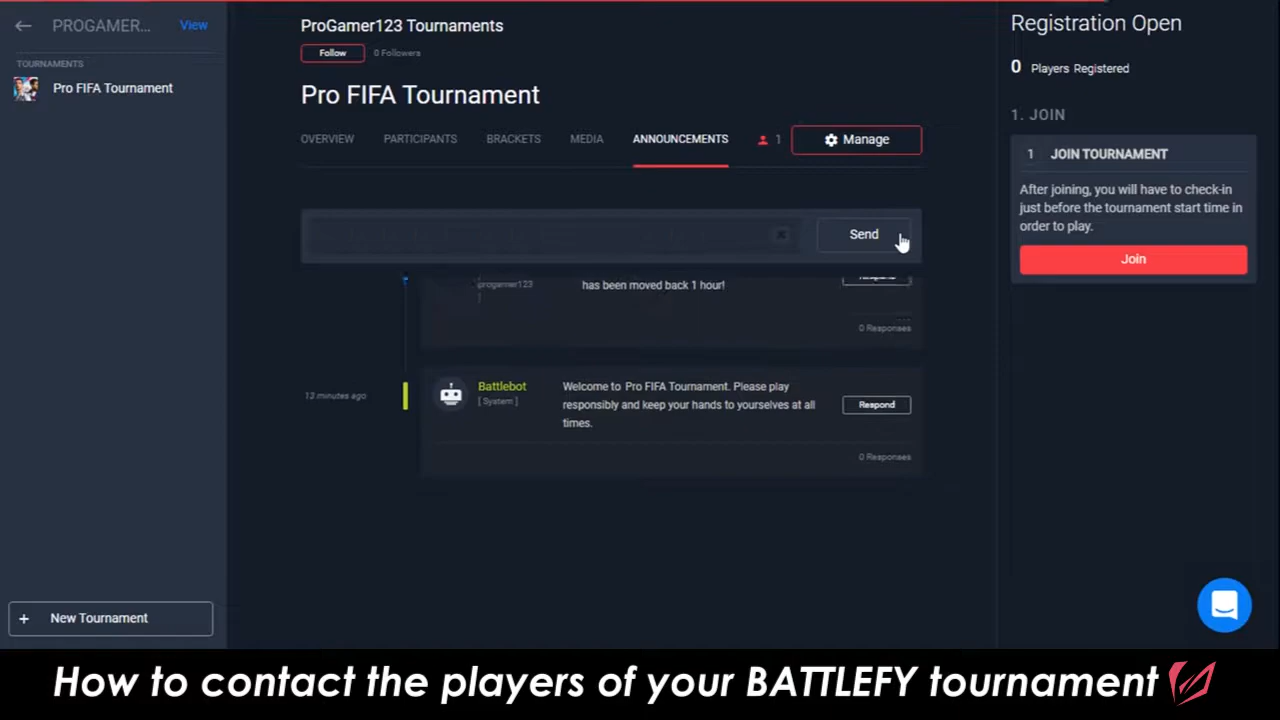 PROGAMER...
View
TOURNAMENTS
Pro FIFA Tournament
+ New Tournament
ProGamer123 Tournaments
Follow
0 Followers
Pro FIFA Tournament
OVERVIEW
PARTICIPANTS
BRACKETS
MEDIA
ANNOUNCEMENTS
1
Manage
Send
progamer123
]
has been moved back 1 hour!
0 Responses
13 minutes ago
Battlebot
[ System ]
Welcome to Pro FIFA Tournament. Please play
responsibly and keep your hands to yourselves at all
times.
Respond
0 Responses
Registration Open
0 Players Registered
1. JOIN
1 JOIN TOURNAMENT
After joining, you will have to check-in
just before the tournament start time in
order to play.
Join
How to contact the players of your BATTLEFY tournament